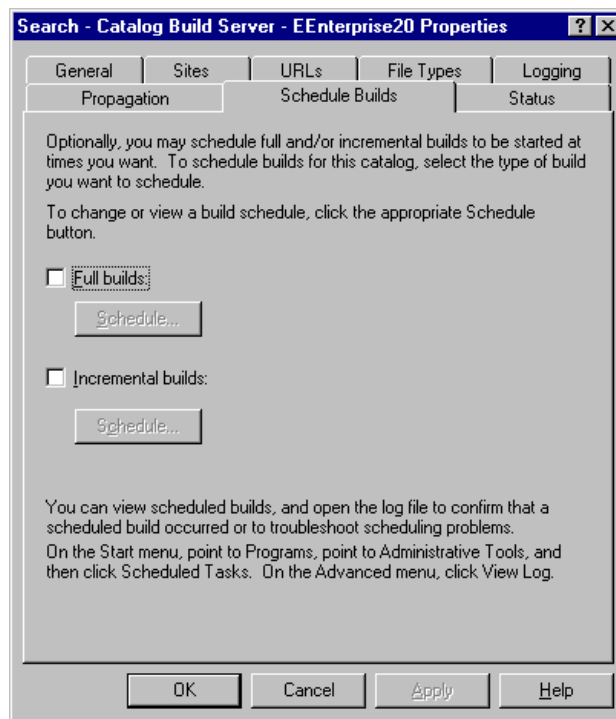 Search - Catalog Build Server - EEnterprise20 Properties
General Sites URLs File Types Logging
Propagation Schedule Builds Status
Optionally, you may schedule full and/or incremental builds to be started at
times you want. To schedule builds for this catalog, select the type of build
you want to schedule.
To change or view a build schedule, click the appropriate Schedule
button.
Full builds:
Schedule...
Incremental builds:
Schedule...
You can view scheduled builds, and open the log file to confirm that a
scheduled build occurred or to troubleshoot scheduling problems.
On the Start menu, point to Programs, point to Administrative Tools, and
then click Scheduled Tasks. On the Advanced menu, click View Log.
OK Cancel Apply Help